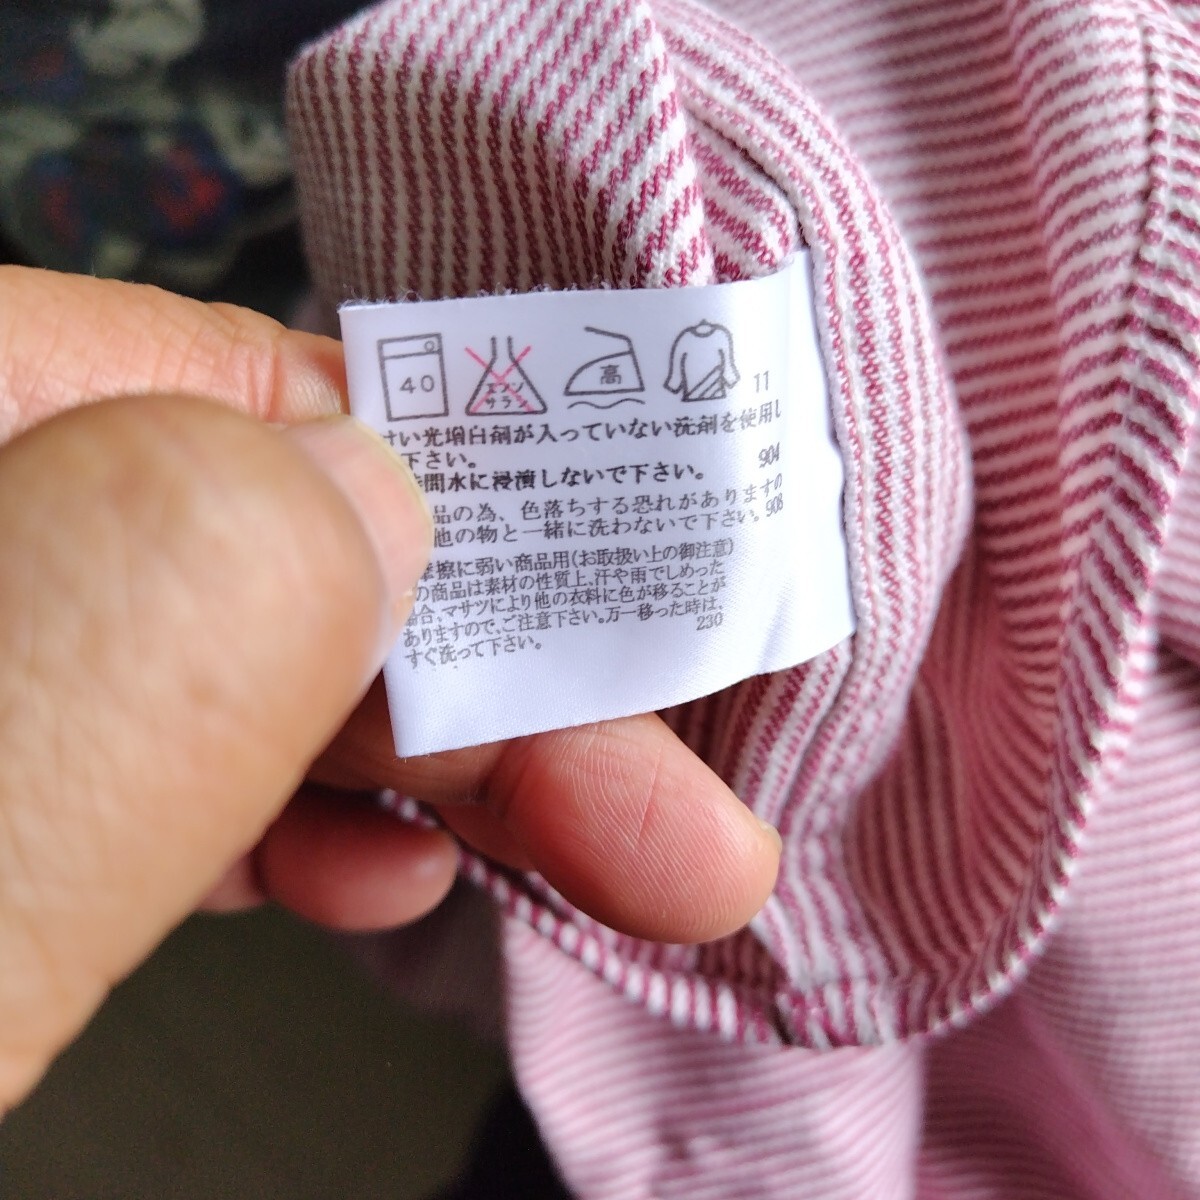 40
エンソ
サラシ
高
11
すい光増白剤が入っていない洗剤を使用し
下さい。
904
時間水に浸漬しないで下さい。
品の為、色落ちする恐れがありますの
他の物と一緒に洗わないで下さい。
908
摩擦に弱い商品用(お取扱い上の御注意)
の商品は素材の性質上、汗や雨でしめった
場合、マサツにより他の衣料に色が移ることが
ありますので、ご注意下さい。万一移った時は、
すぐ洗って下さい。
230